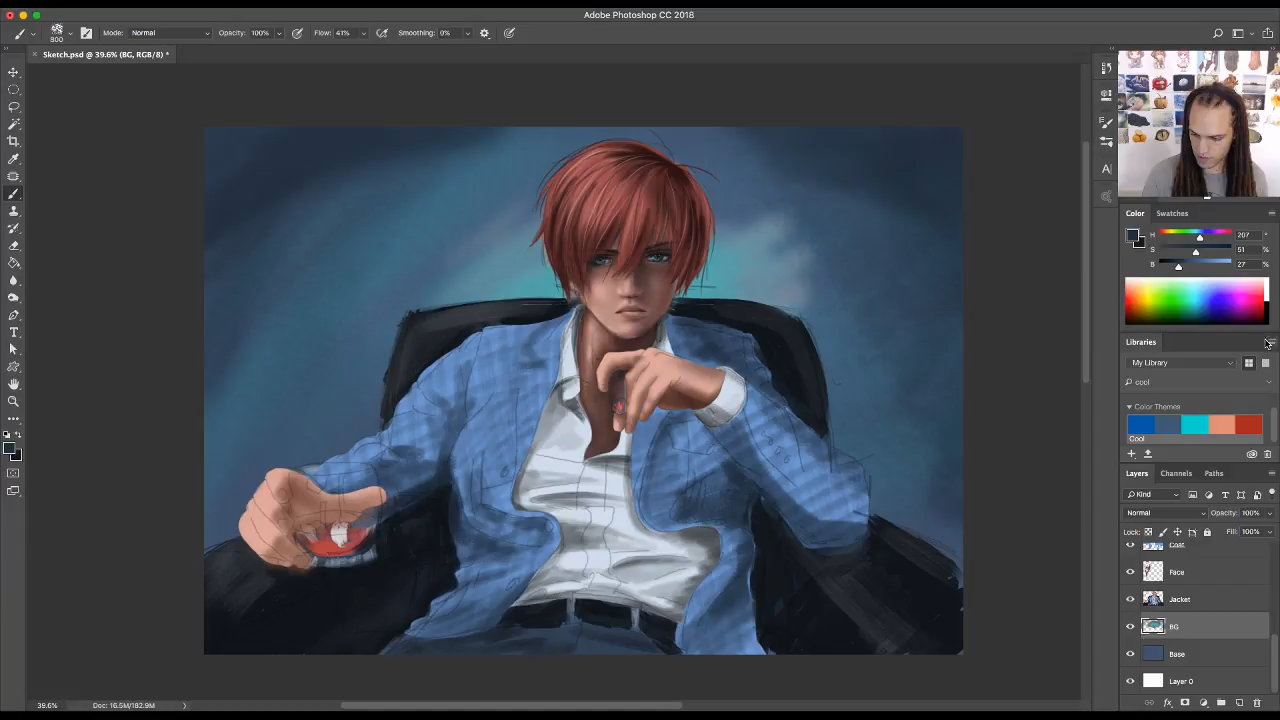 Adobe Photoshop CC 2018
800
Mode: Normal
Opacity: 100%
Flow: 41%
Smoothing: 0%
Sketch.psd @ 39.6% (BG, RGB/8) *
Color
Swatches
H 207 °
S 51 %
B 27 %
Libraries
My Library
cool
Color Themes
Cool
Layers
Channels
Paths
Kind
Normal
Opacity: 100%
Lock:
Fill: 100%
Coat
Face
Jacket
BG
Base
Layer 0
39.6%
Doc: 16.5M/182.9M